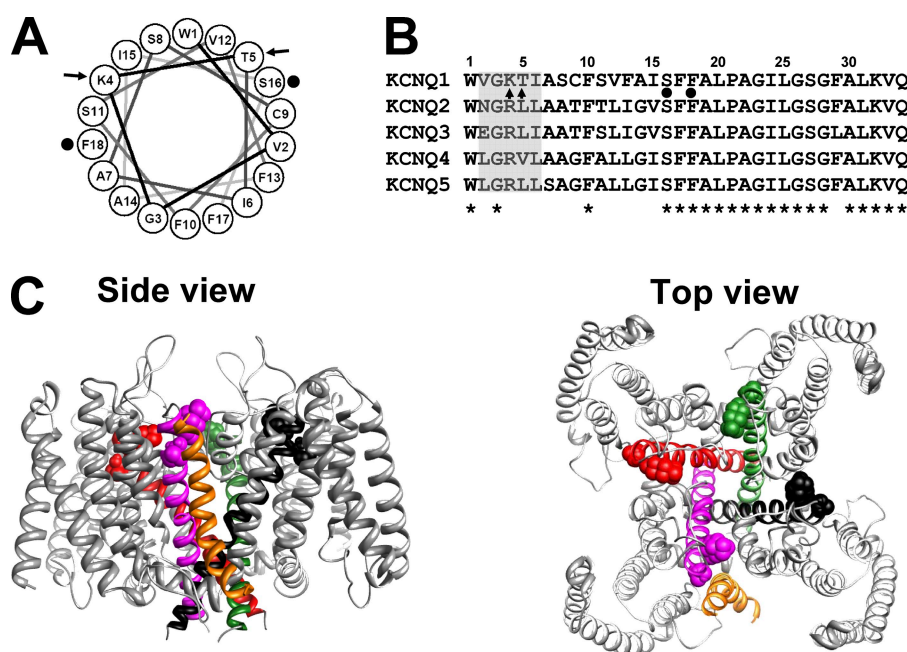 A
B
W1
S8
V12
I15
T5
K4
S16
S11
C9
F18
V2
A7
F13
A14
I6
G3
F17
F10
1 5 10 15 20 25 30
KCNQ1 WVGKTIASCFSVFAISFFALPAGILGSGFALKVQ
KCNQ2 WNGRLLAATFTLIGVSFFALPAGILGSGFALKVQ
KCNQ3 WEGRLIAATFSLIGVSFFALPAGILGSGLALKVQ
KCNQ4 WLGRVLAAGFALLGISFFALPAGILGSGFALKVQ
KCNQ5 WLGRLLSAGFALLGISFFALPAGILGSGFALKVQ
* * * ************* *****
C
Side view
Top view